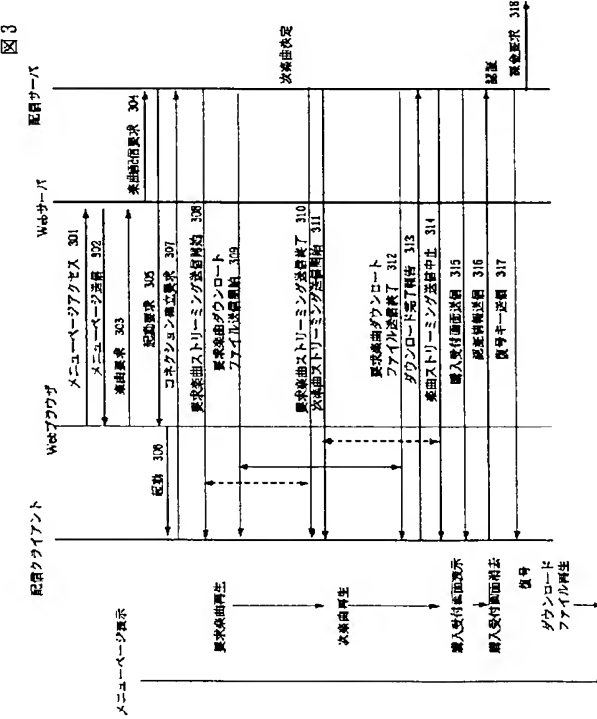 図3
配信クライアント
Webブラウザ
Webサーバ
配信サーバ
メニューページ表示
メニューページアクセス 301
メニューページ送信 302
楽曲要求 303
楽曲配信要求 304
起動要求 305
起動 306
コネクション確立要求 307
要求楽曲ストリーミング送信開始 308
要求楽曲ダウンロード
ファイル送信開始 309
要求楽曲再生
次楽曲決定
要求楽曲ストリーミング送信終了 310
次楽曲ストリーミング送信開始 311
次楽曲再生
要求楽曲ダウンロード
ファイル送信終了 312
ダウンロード完了報告 313
楽曲ストリーミング送信中止 314
購入受付画面送信 315
購入受付画面表示
認証情報送信 316
購入受付画面消去
認証
復号キー送信 317
復号
課金要求 318
ダウンロード
ファイル再生